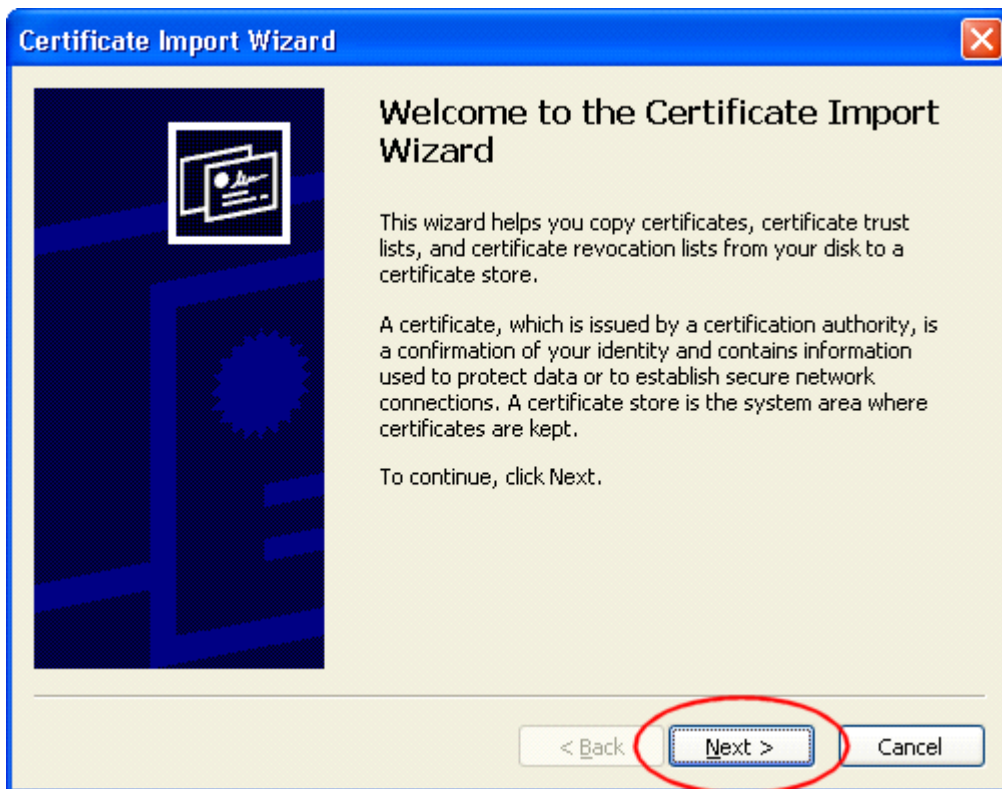 Certificate Import Wizard
Welcome to the Certificate Import
Wizard
This wizard helps you copy certificates, certificate trust
lists, and certificate revocation lists from your disk to a
certificate store.
A certificate, which is issued by a certification authority, is
a confirmation of your identity and contains information
used to protect data or to establish secure network
connections. A certificate store is the system area where
certificates are kept.
To continue, click Next.
< Back Next > Cancel